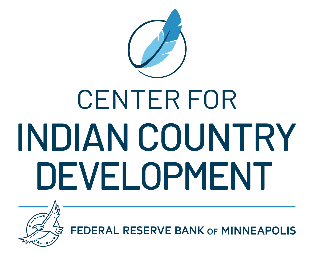 CENTER FOR
INDIAN COUNTRY
DEVELOPMENT
FEDERAL RESERVE BANK OF MINNEAPOLIS